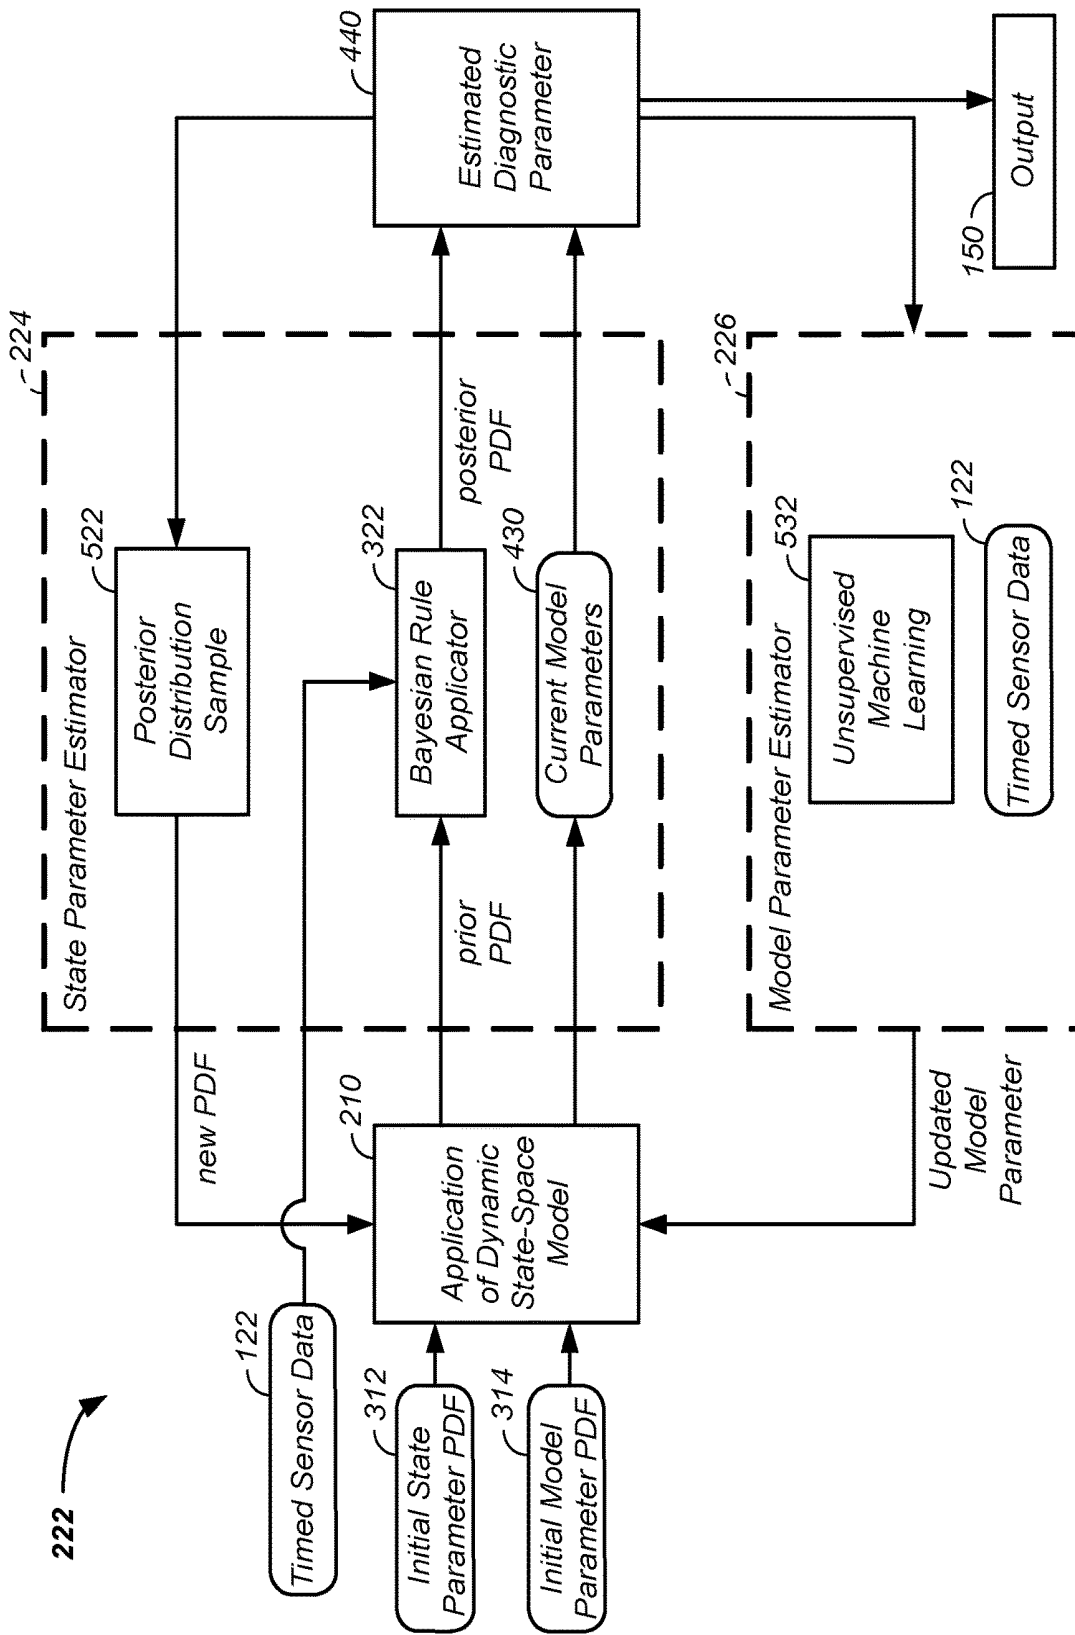 222
122
Timed Sensor Data
312
Initial State
Parameter PDF
314
Initial Model
Parameter PDF
new PDF
210
Application
of Dynamic
State-Space
Model
Updated
Model
Parameter
224
State Parameter Estimator
522
Posterior
Distribution
Sample
prior
PDF
322
Bayesian Rule
Applicator
posterior
PDF
430
Current Model
Parameters
226
Model Parameter Estimator
532
Unsupervised
Machine
Learning
122
Timed Sensor Data
440
Estimated
Diagnostic
Parameter
150
Output